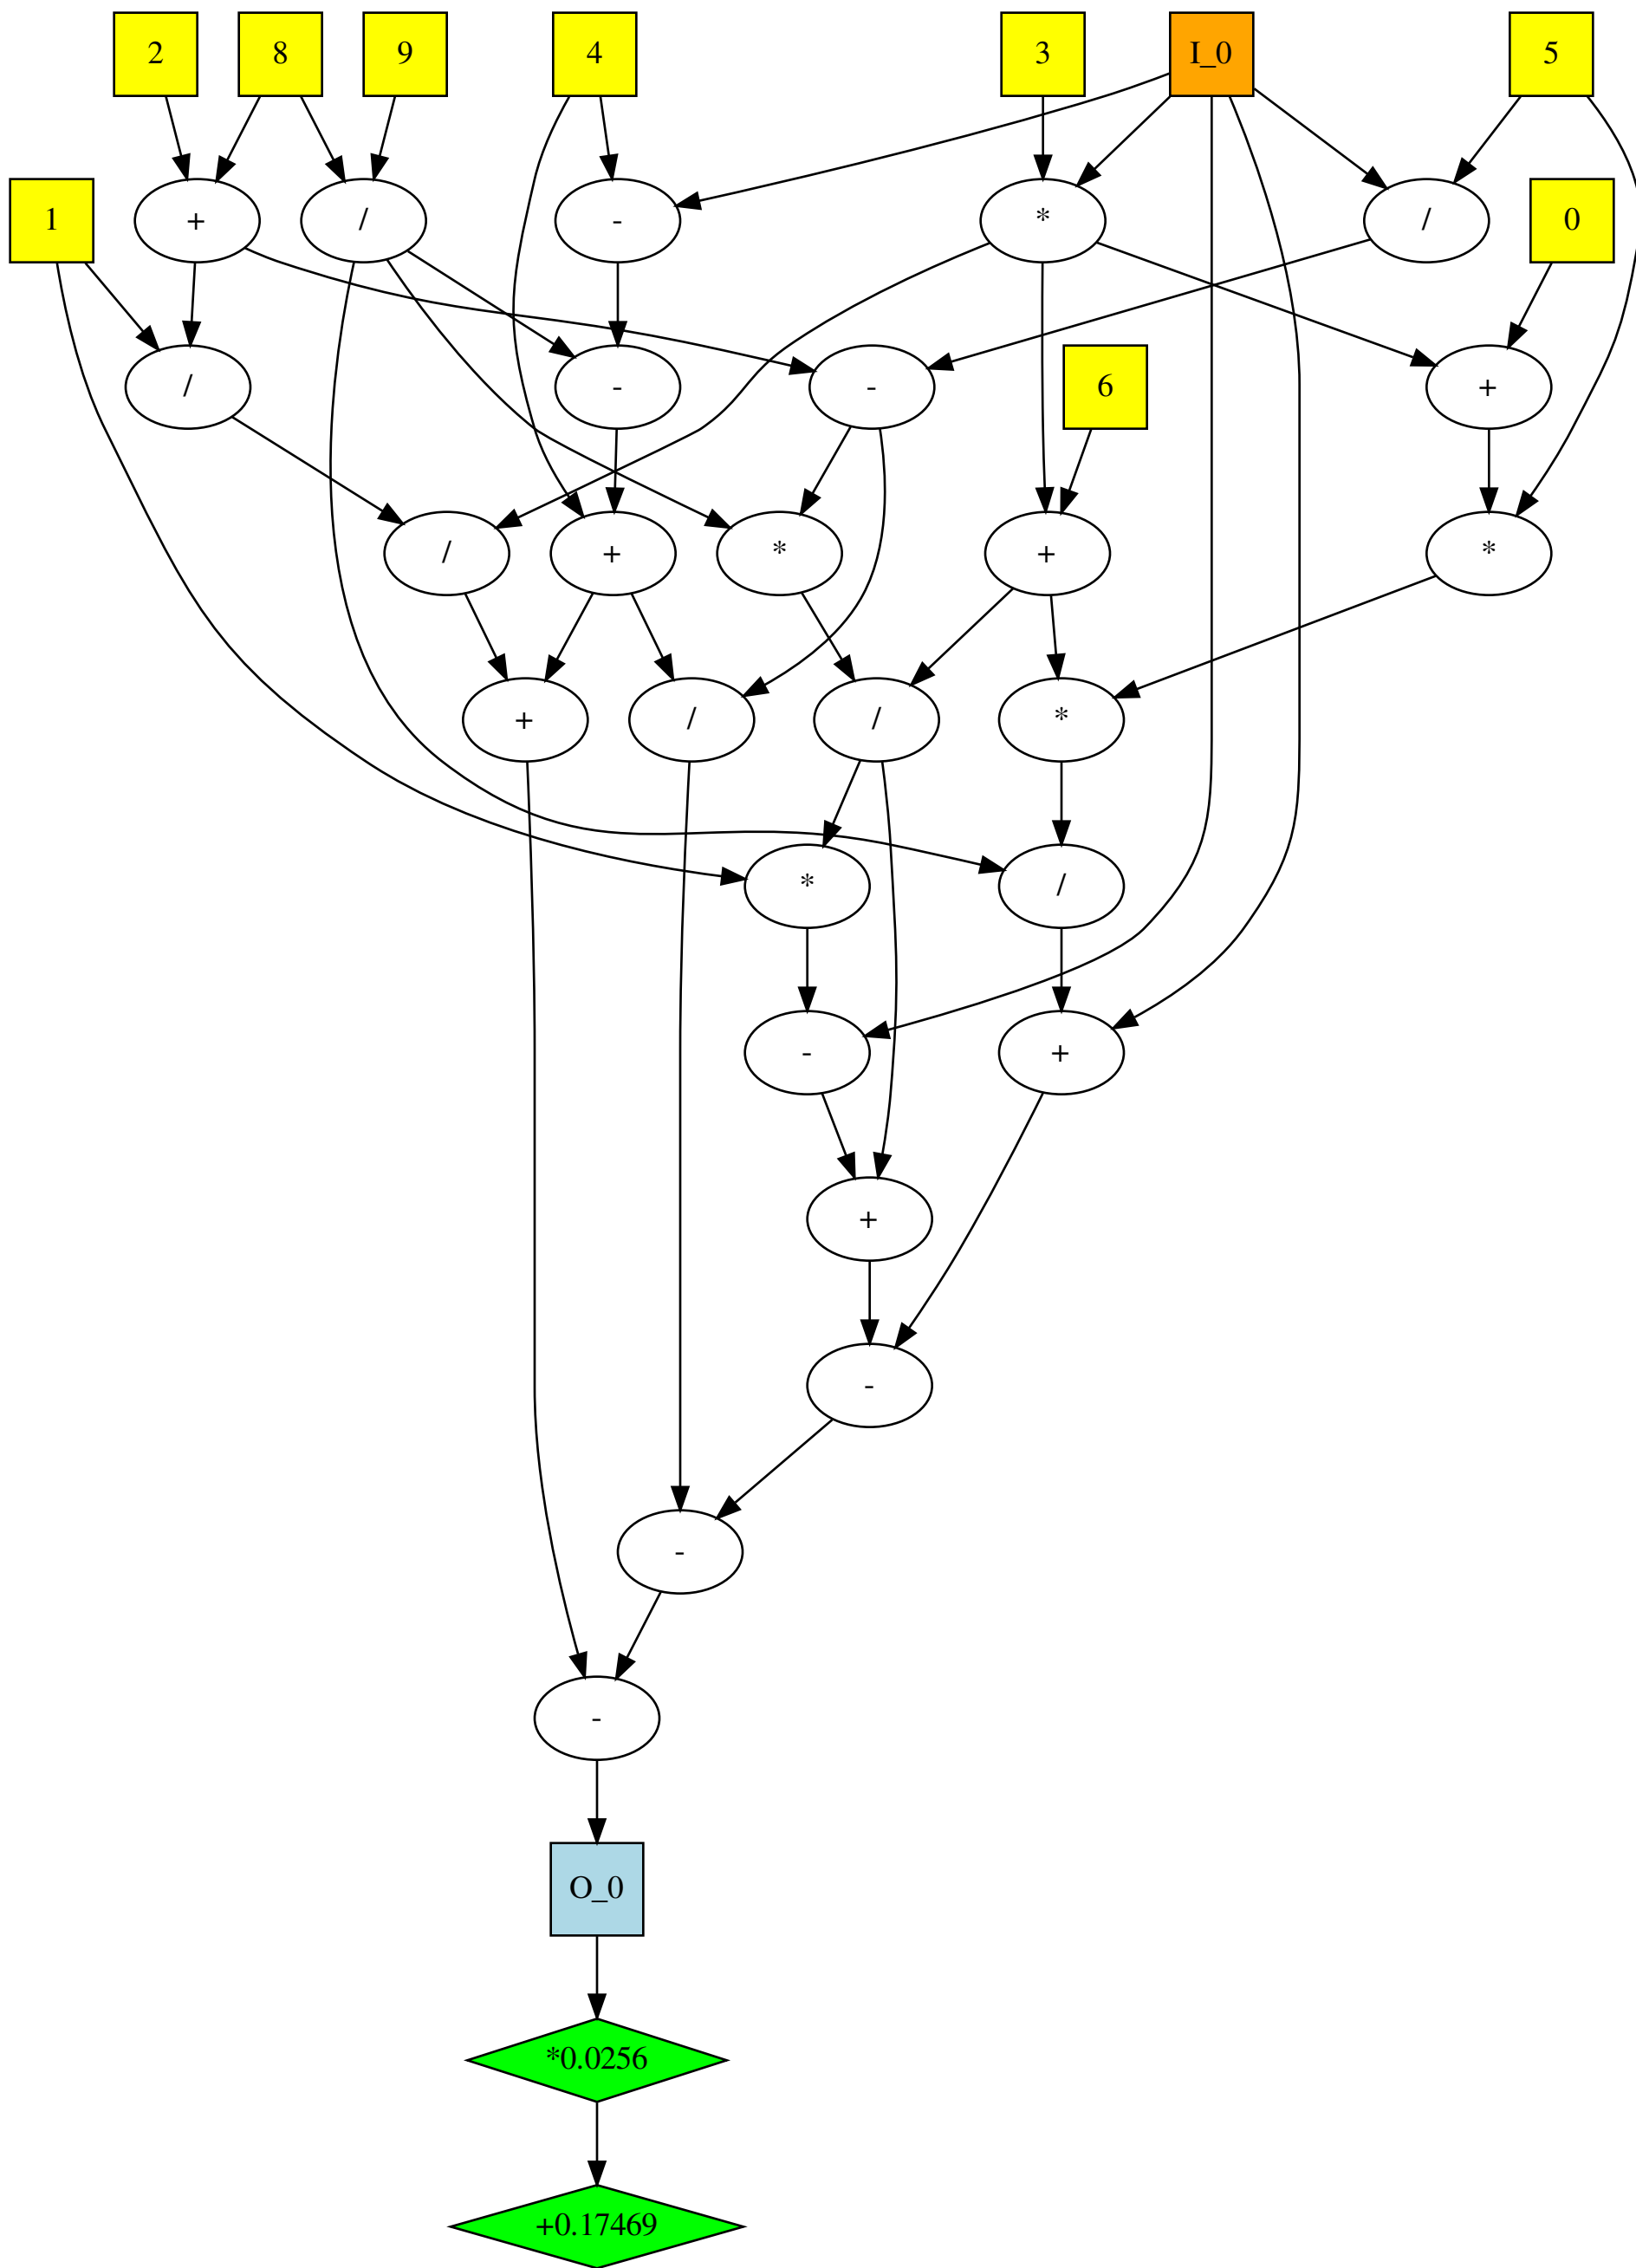 2 8 9 4 3 I_0 5
1 + / - * / 0
/ - - 6 +
/ + * + *
+ / / *
* /
- +
+
-
-
-
O_0
*0.0256
+0.17469